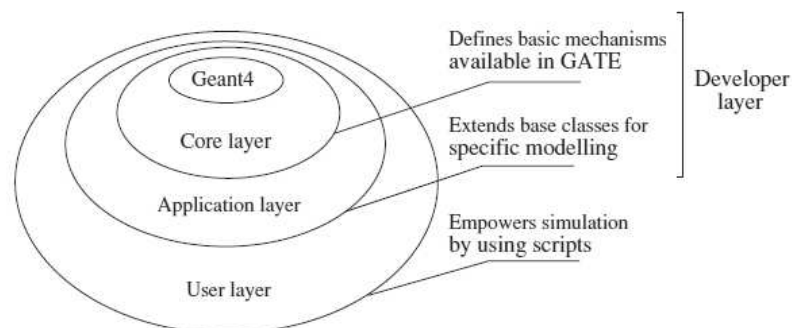 Geant4
Core layer
Application layer
User layer
Defines basic mechanisms
available in GATE
Extends base classes for
specific modelling
Empowers simulation
by using scripts
Developer
layer